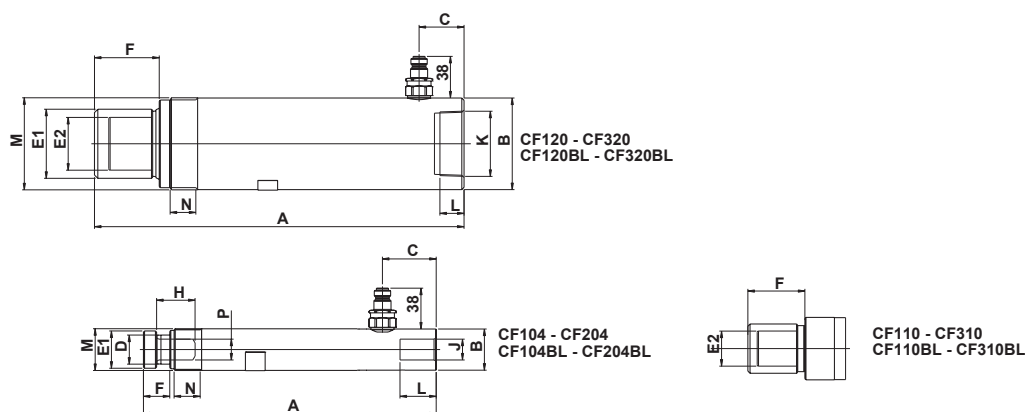 C
F
38
M
E1
E2
K
B
CF120 - CF320
CF120BL - CF320BL
N
L
A
C
H
P
38
M
E1
D
J
B
CF104 - CF204
CF104BL - CF204BL
F
N
L
A
F
E2
CF110 - CF310
CF110BL - CF310BL